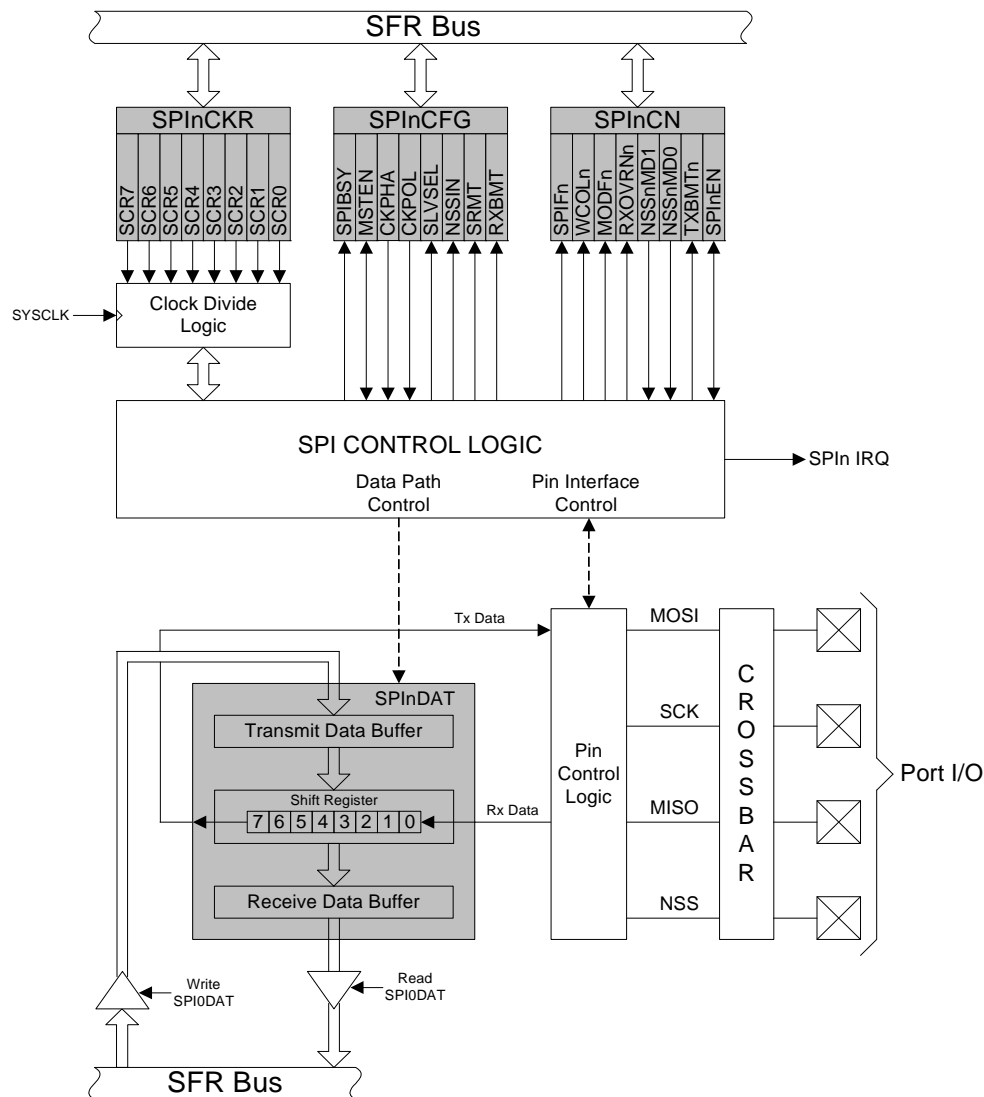 SFR Bus
SPInCKR
SCR7
SCR6
SCR5
SCR4
SCR3
SCR2
SCR1
SCR0
SPInCFG
SPIBSY
MSTEN
CKPHA
CKPOL
SLVSEL
NSSIN
SRMT
RXBMT
SPInCN
SPIFn
WCOLn
MODFn
RXOVRNn
NSSnMD1
NSSnMD0
TXBMTn
SPInEN
SYSCLK
Clock Divide
Logic
SPI CONTROL LOGIC
Data Path
Control
Pin Interface
Control
SPIn IRQ
Tx Data
MOSI
SPInDAT
Transmit Data Buffer
SCK
Shift Register
7 6 5 4 3 2 1 0
Rx Data
Pin
Control
Logic
MISO
Receive Data Buffer
NSS
CROSSBAR
Port I/O
Write
SPI0DAT
Read
SPI0DAT
SFR Bus